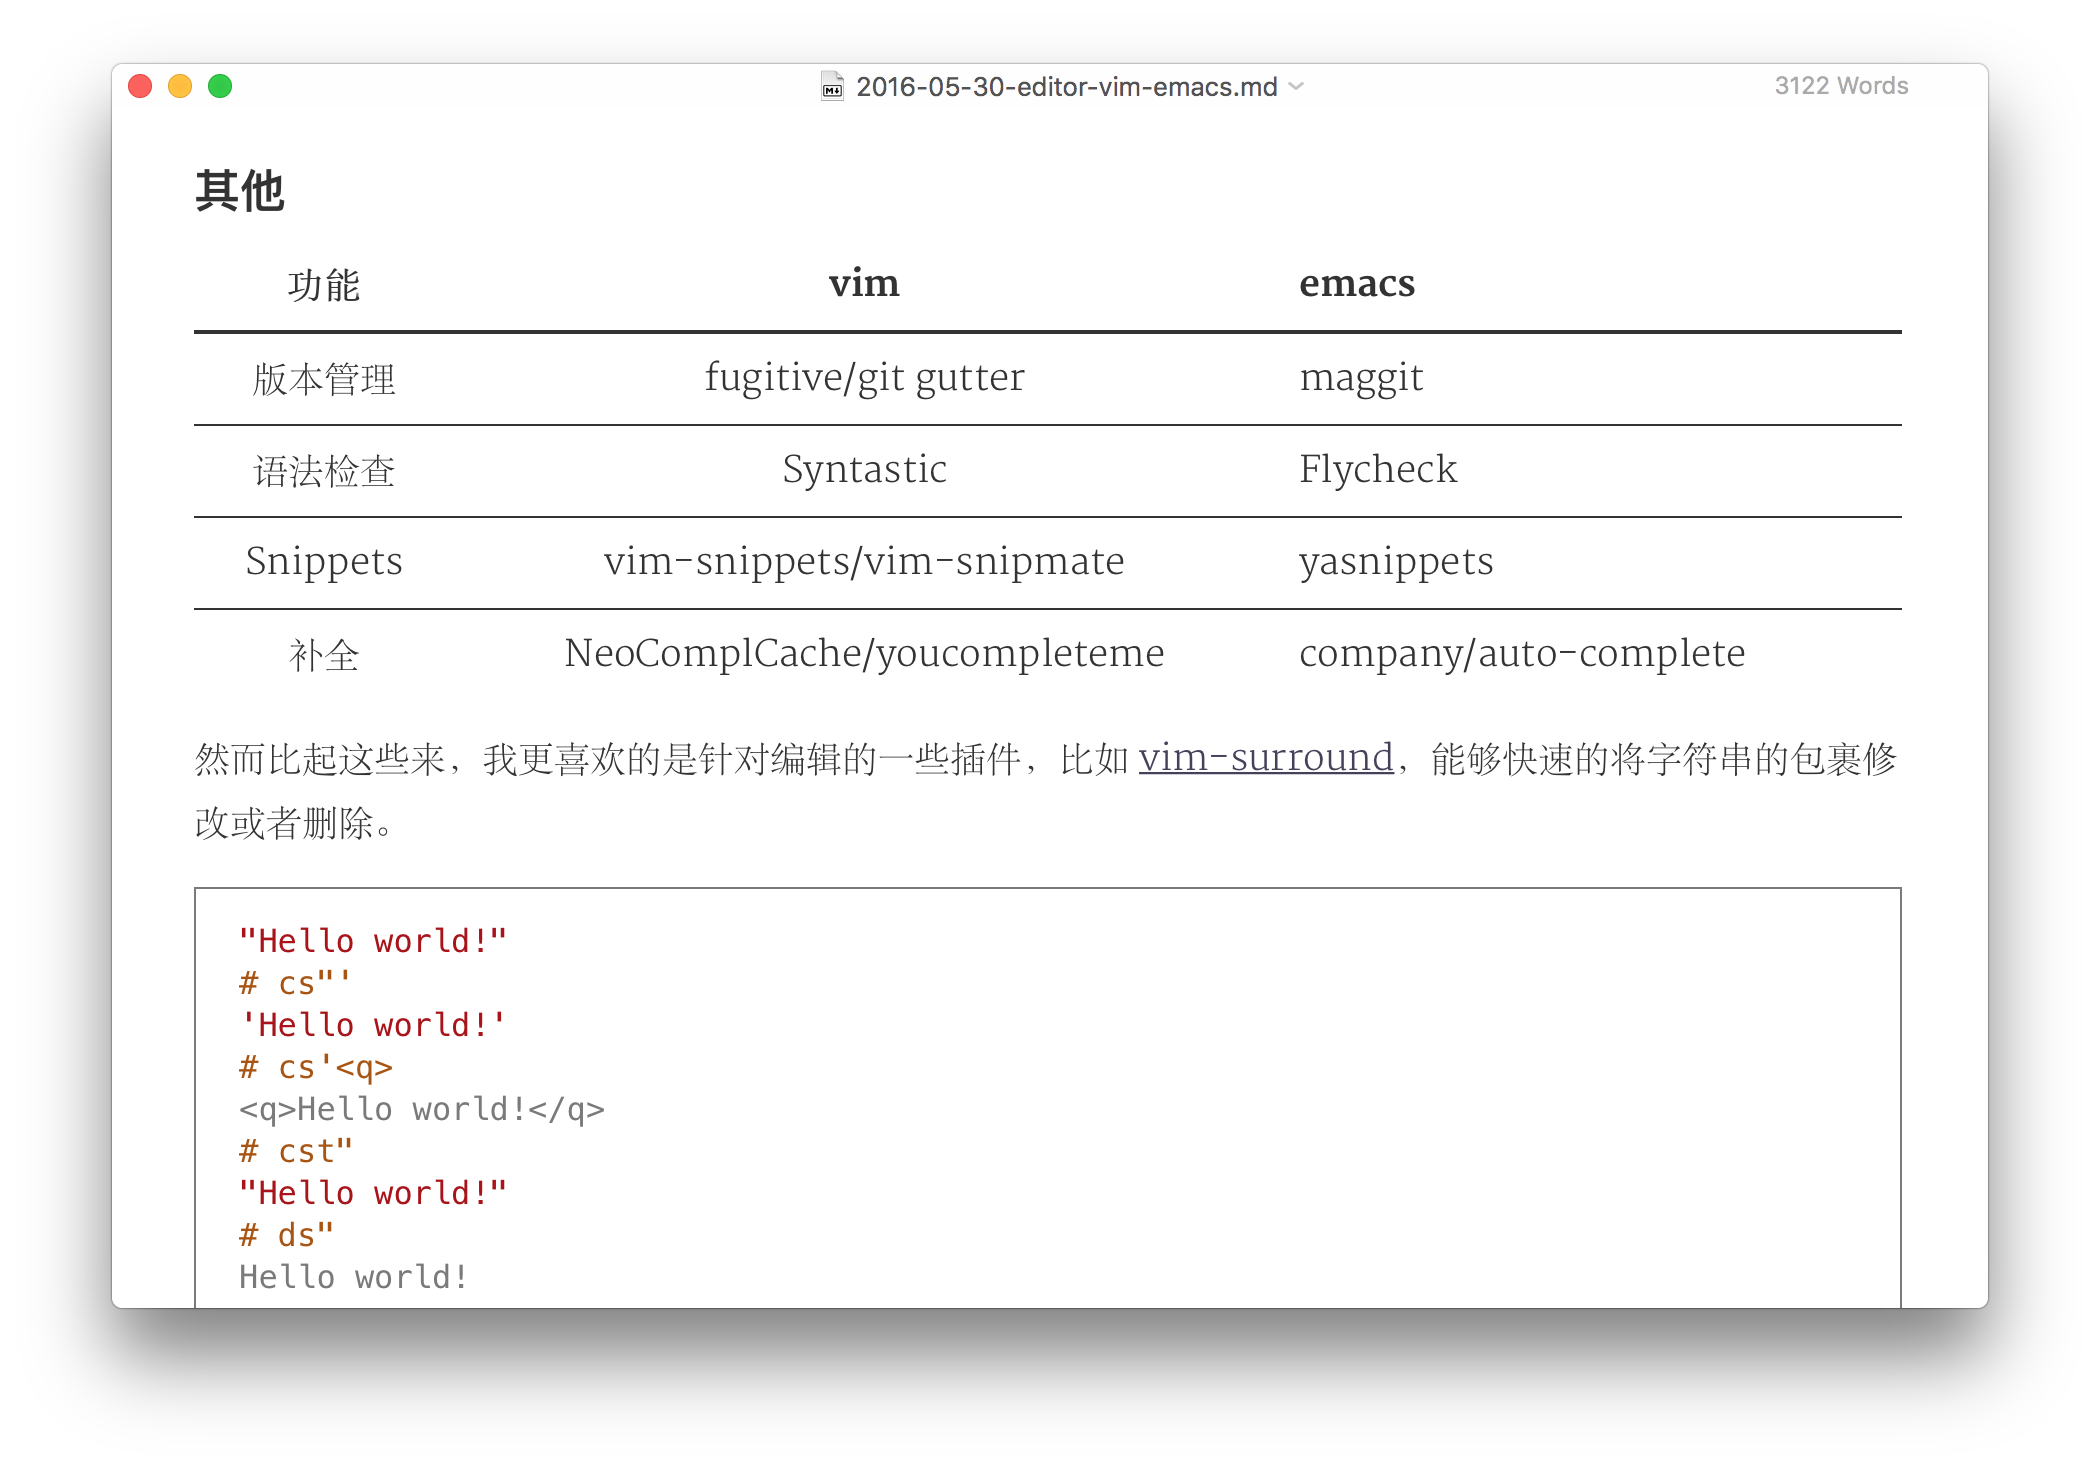 2016-05-30-editor-vim-emacs.md
3122 Words
其他
功能 vim emacs
版本管理 fugitive/git gutter maggit
语法检查 Syntastic Flycheck
Snippets vim-snippets/vim-snipmate yasnippets
补全 NeoComplCache/youcompleteme company/auto-complete
然而比起这些来，我更喜欢的是针对编辑的一些插件，比如 vim-surround，能够快速的将字符串的包裹修
改或者删除。
"Hello world!"
# cs"'
'Hello world!'
# cs'<q>
<q>Hello world!</q>
# cst"
"Hello world!"
# ds"
Hello world!